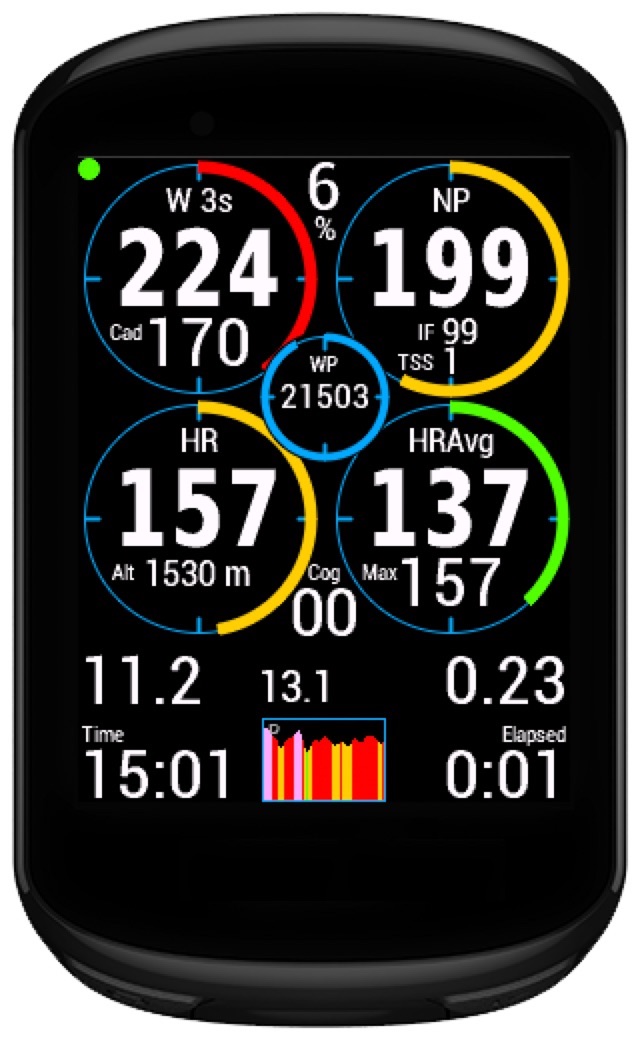 W 3s
224
Cad 170
6
%
NP
199
IF 99
TSS 1
WP
21503
HR
157
Alt 1530 m
HRAvg
137
Max 157
Cog
00
11.2
13.1
0.23
Time
15:01
P
Elapsed
0:01